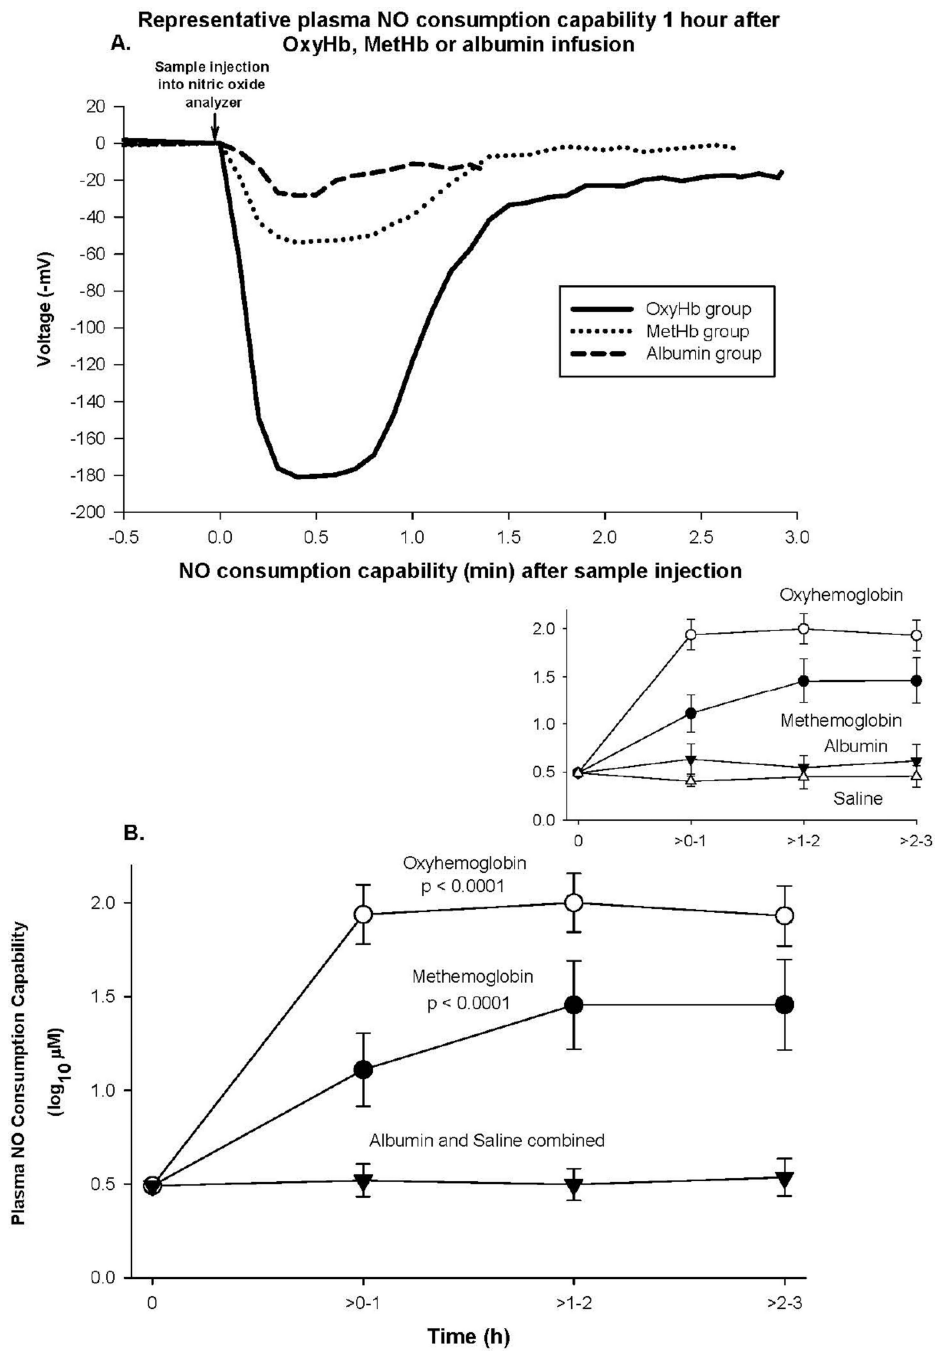 Representative plasma NO consumption capability 1 hour after
A.
OxyHb, MetHb or albumin infusion
Sample injection
into nitric oxide
analyzer
20
0
-20
-40
-60
-80
-100
-120
-140
-160
-180
-200
Voltage (-mV)
OxyHb group
MetHb group
Albumin group
-0.5
0.0
0.5
1.0
1.5
2.0
2.5
3.0
NO consumption capability (min) after sample injection
Oxyhemoglobin
2.0
1.5
1.0
0.5
0.0
Methemoglobin
Albumin
Saline
0
>0-1
>1-2
>2-3
B.
Oxyhemoglobin
p < 0.0001
Methemoglobin
p < 0.0001
Albumin and Saline combined
2.0
1.5
1.0
0.5
0.0
Plasma NO Consumption Capability
(log10 µM)
0
>0-1
>1-2
>2-3
Time (h)